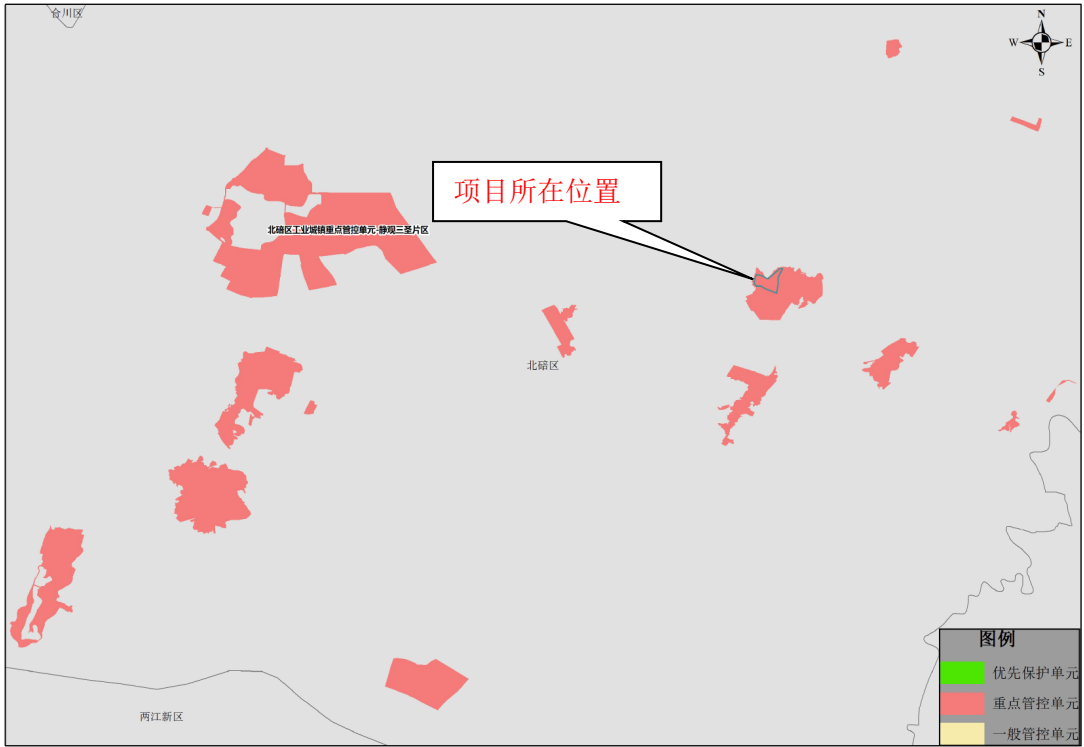 合川区
N
W E
S
项目所在位置
北碚区工业城镇重点管控单元-静观三圣片区
北碚区
两江新区
图例
优先保护单元
重点管控单元
一般管控单元